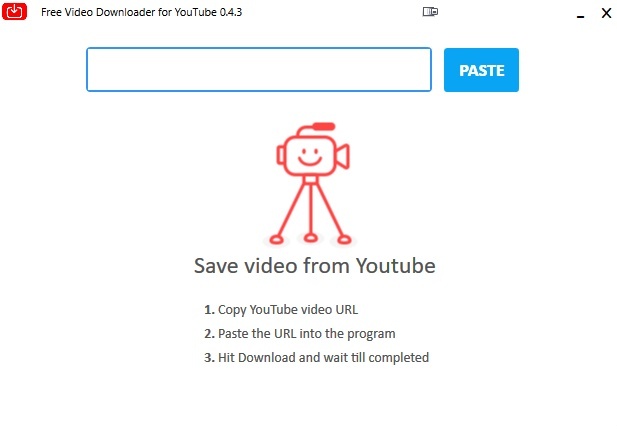 Free Video Downloader for YouTube 0.4.3
PASTE
Save video from Youtube
1. Copy YouTube video URL
2. Paste the URL into the program
3. Hit Download and wait till completed